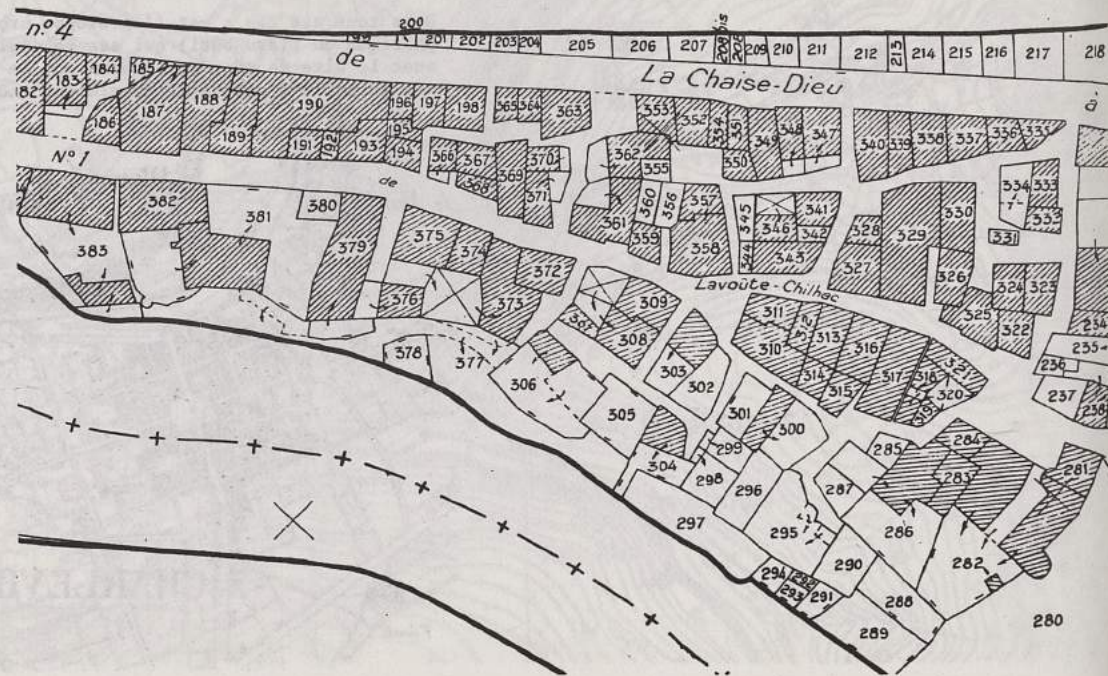 200
n.º 4 de La Chaise-Dieu à
199 201 202 203 204 205 206 207 208bis 208 209 210 211 212 213 214 215 216 217 218
182 183 184 185 186 187 188 189 190 191 192 193 194 195 196 197 198 365 364 363 353 352 354 351 350 349 348 347 340 339 338 337 336 335
N° 1 de Lavoûte-Chilhac
366 367 368 369 370 371 362 355 361 360 359 356 357 358 345 344 346 341 342 343 328 327 329 330 326 325 324 323 322 334 333 332 331
383 382 381 380 379 375 374 376 373 372 378 377
234
235
236
237 238
309 308 307 306 305 304 303 302 301 300 299 298 297 296 295
311 310 312 313 314 315 316 317 318 319 320 321
285 284 283 281 287 286 282 290 288 289 280
294 293 292 291